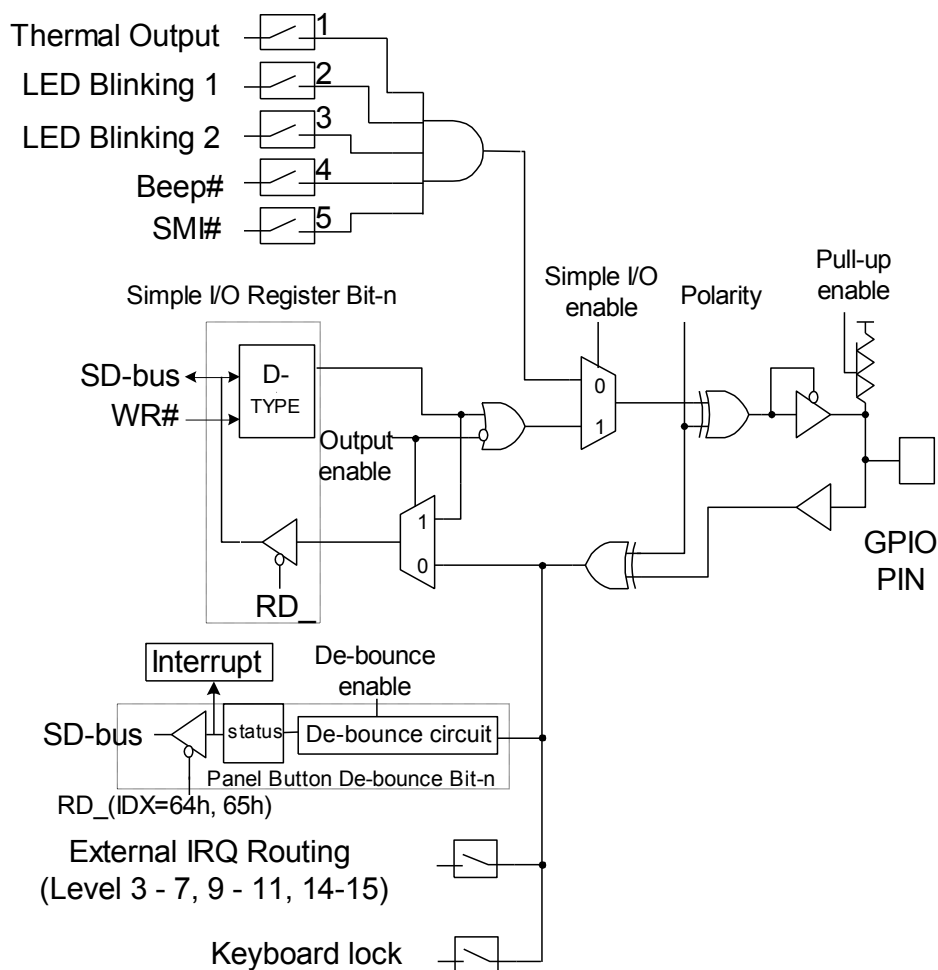 Thermal Output
1
LED Blinking 1
2
LED Blinking 2
3
Beep#
4
SMI#
5
Simple I/O Register Bit-n
Simple I/O
enable
Polarity
Pull-up
enable
SD-bus
WR#
D-
TYPE
0
1
Output
enable
1
0
RD_
GPIO
PIN
Interrupt
De-bounce
enable
SD-bus
status
De-bounce circuit
Panel Button De-bounce Bit-n
RD_(IDX=64h, 65h)
External IRQ Routing
(Level 3 - 7, 9 - 11, 14-15)
Keyboard lock